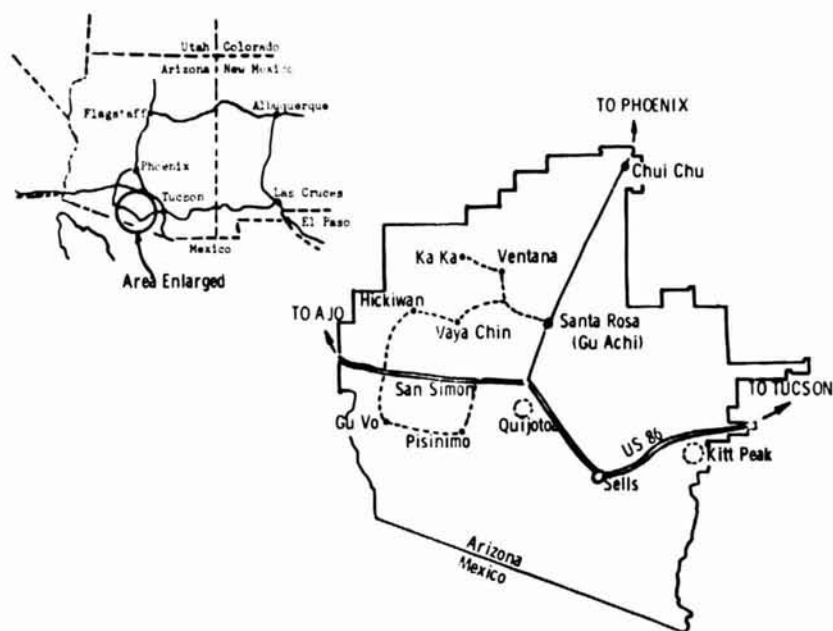 Utah Colorado
Arizona New Mexico
Flagstaff
Albuquerque
Phoenix
Tucson
Las Cruces
El Paso
Mexico
Area Enlarged
TO PHOENIX
Chui Chu
Ka Ka
Ventana
Hickiwan
TO AJO
Vaya Chin
Santa Rosa
(Gu Achi)
San Simon
TO TUCSON
Gu Vo
Quijotoa
Pisinimo
US 86
Kitt Peak
Sells
Arizona
Mexico